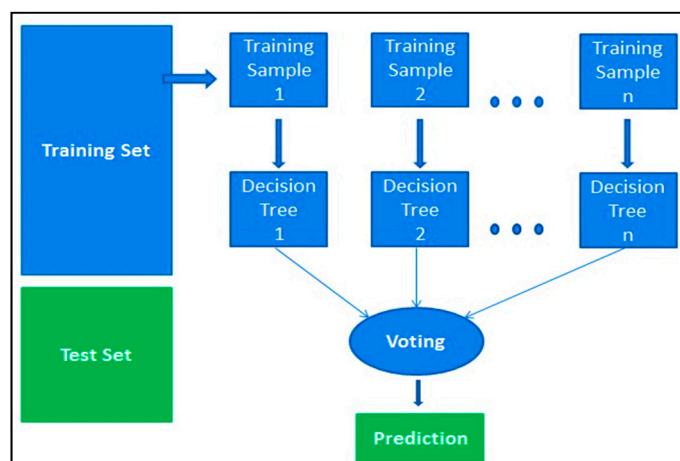 Training Set
Training
Sample
1
Training
Sample
2
Training
Sample
n
Decision
Tree
1
Decision
Tree
2
Decision
Tree
n
Test Set
Voting
Prediction